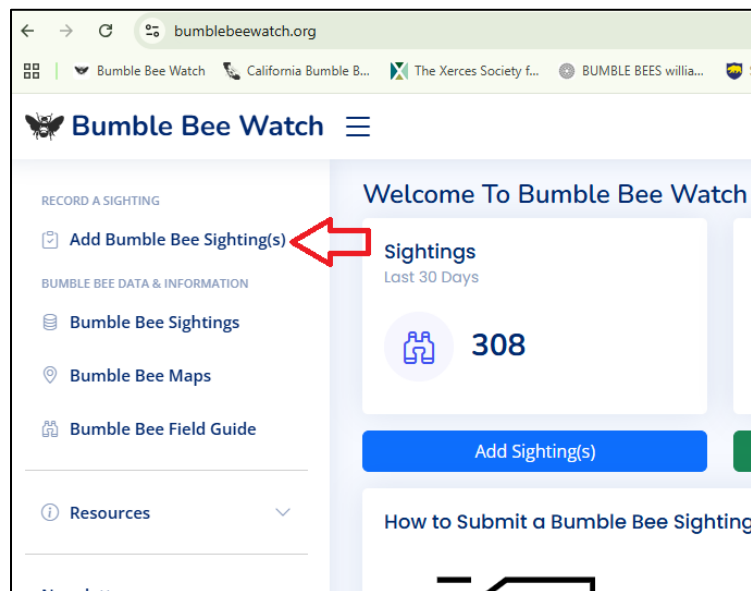 bumblebeewatch.org
Bumble Bee Watch California Bumble B... The Xerces Society f... BUMBLE BEES willia...
Bumble Bee Watch
RECORD A SIGHTING
Add Bumble Bee Sighting(s)
BUMBLE BEE DATA & INFORMATION
Bumble Bee Sightings
Bumble Bee Maps
Bumble Bee Field Guide
Resources
Welcome To Bumble Bee Watch
Sightings
Last 30 Days
308
Add Sighting(s)
How to Submit a Bumble Bee Sighting